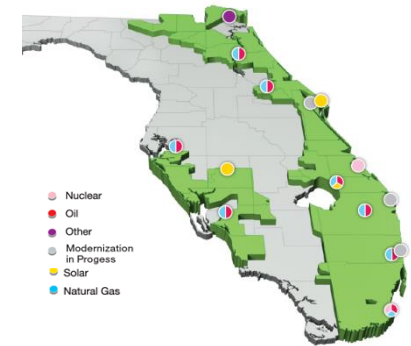 Nuclear
Oil
Other
Modernization
in Progess
Solar
Natural Gas